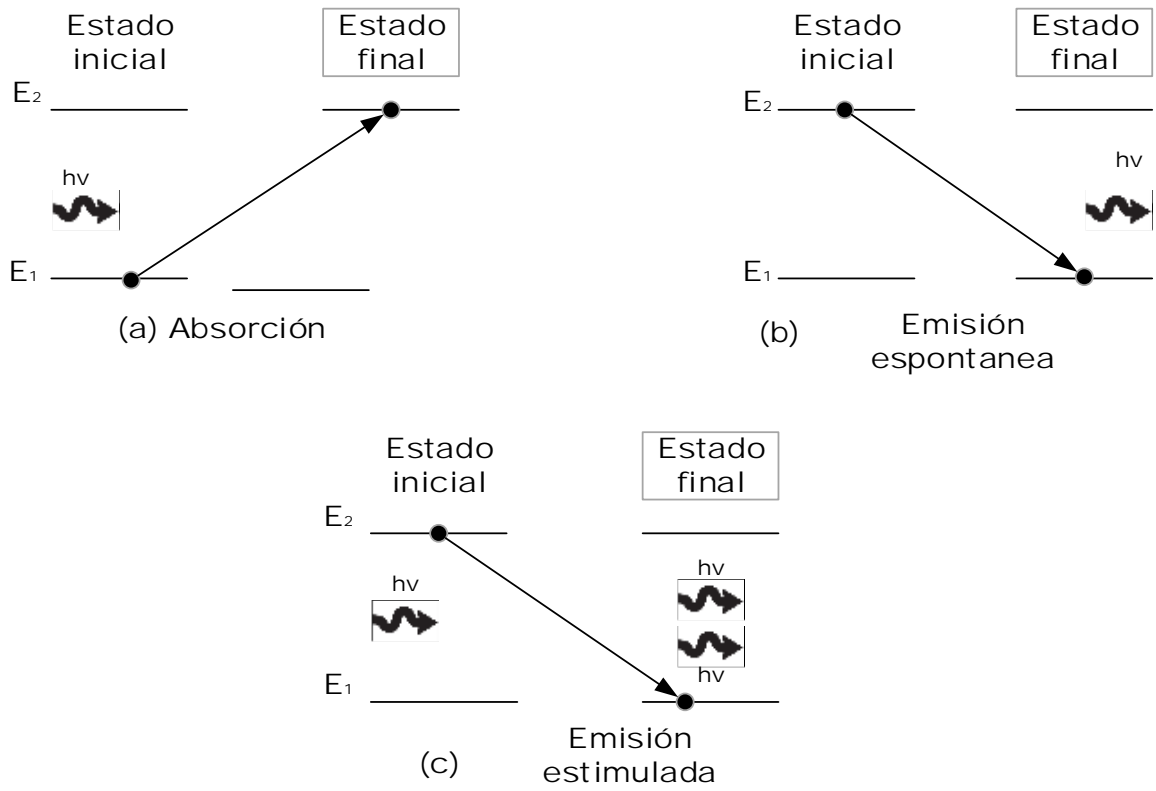 Estado
inicial
Estado
final
E₂
hv
E₁
(a) Absorción
Estado
inicial
Estado
final
E₂
hv
E₁
(b)
Emisión
espontanea
Estado
inicial
Estado
final
E₂
hv
hv
hv
E₁
(c)
Emisión
estimulada